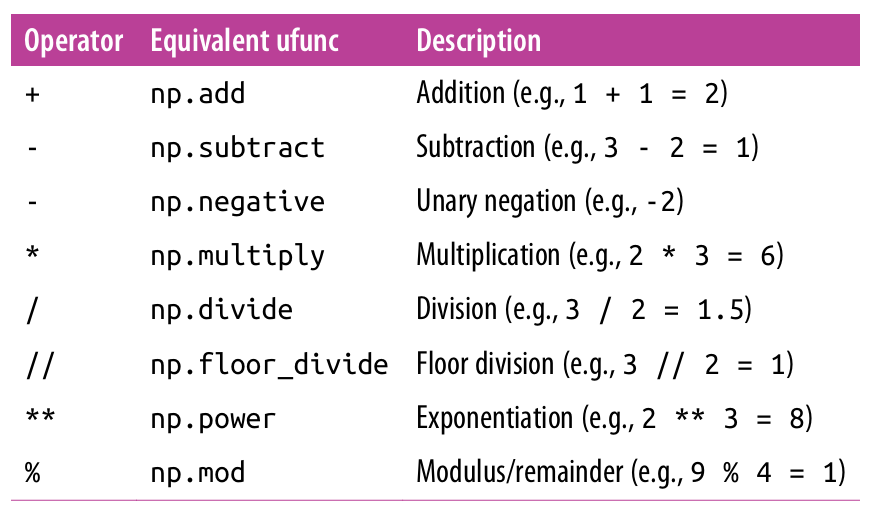 Operator Equivalent ufunc Description
+ np.add Addition (e.g., 1 + 1 = 2)
- np.subtract Subtraction (e.g., 3 - 2 = 1)
- np.negative Unary negation (e.g., -2)
* np.multiply Multiplication (e.g., 2 * 3 = 6)
/ np.divide Division (e.g., 3 / 2 = 1.5)
// np.floor_divide Floor division (e.g., 3 // 2 = 1)
** np.power Exponentiation (e.g., 2 ** 3 = 8)
% np.mod Modulus/remainder (e.g., 9 % 4 = 1)